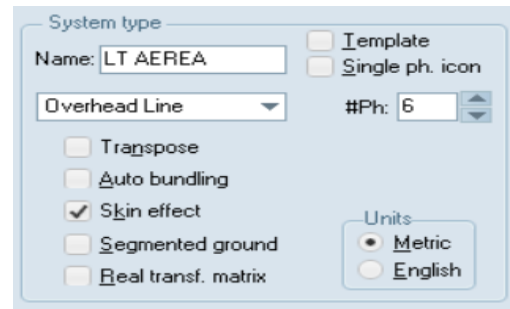 System type
Name: LT AEREA
Template
Single ph. icon
Overhead Line
#Ph: 6
Transpose
Auto bundling
Skin effect
Segmented ground
Real transf. matrix
Units
Metric
English